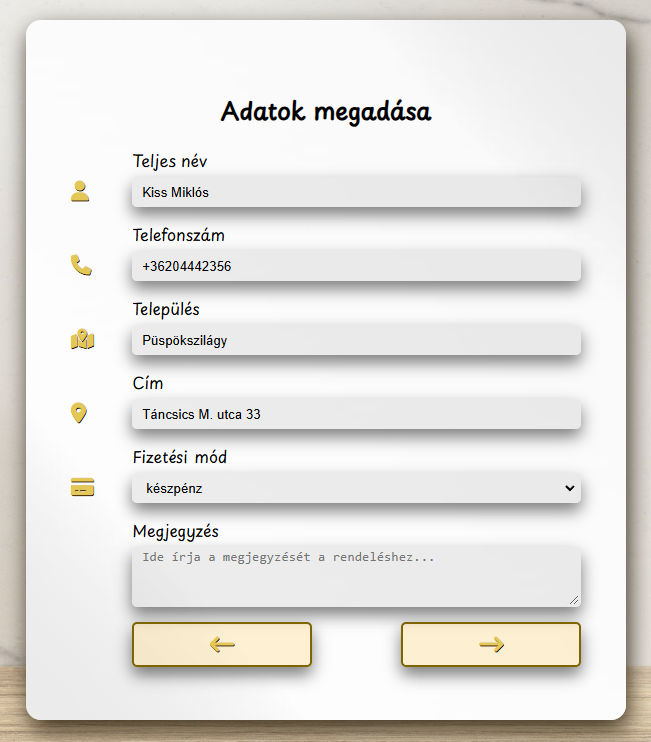 Adatok megadása
Teljes név
Kiss Miklós
Telefonszám
+36204442356
Település
Püspökszilágy
Cím
Táncsics M. utca 33
Fizetési mód
készpénz
Megjegyzés
Ide írja a megjegyzését a rendeléshez...